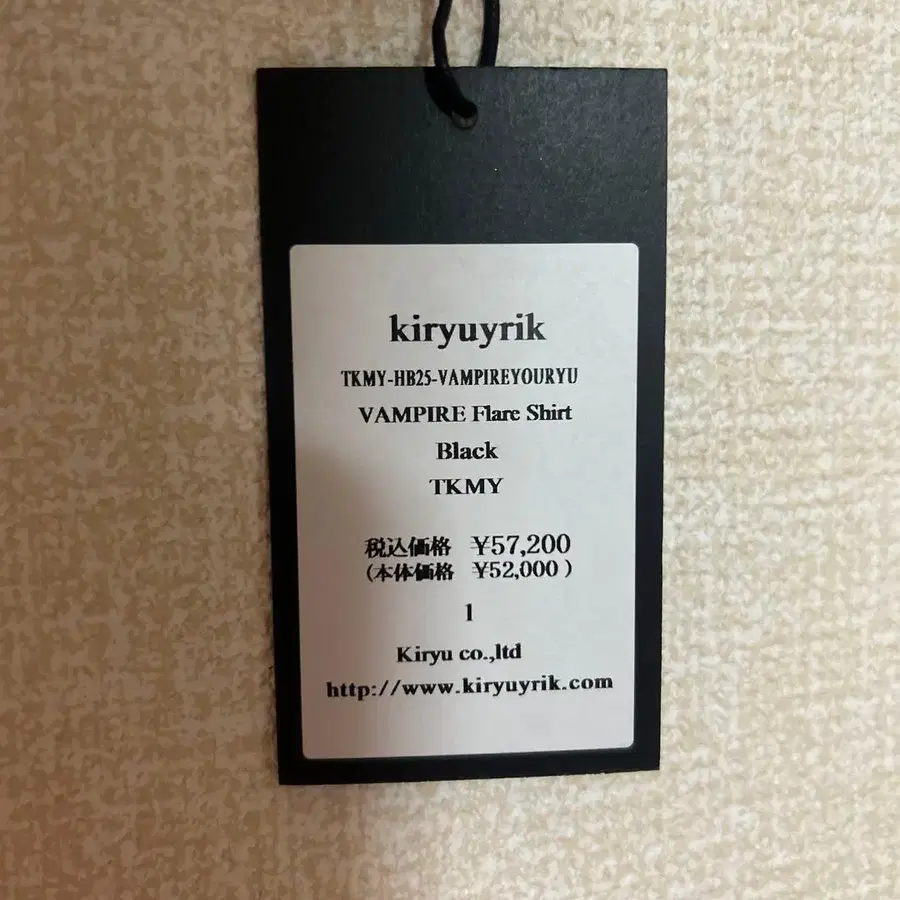 kiryuyrik
TKMY-HB25-VAMPIREYOURYU
VAMPIRE Flare Shirt
Black
TKMY
税込価格 ¥57,200
(本体価格 ¥52,000)
1
Kiryu co.,ltd
http://www.kiryuyrik.com